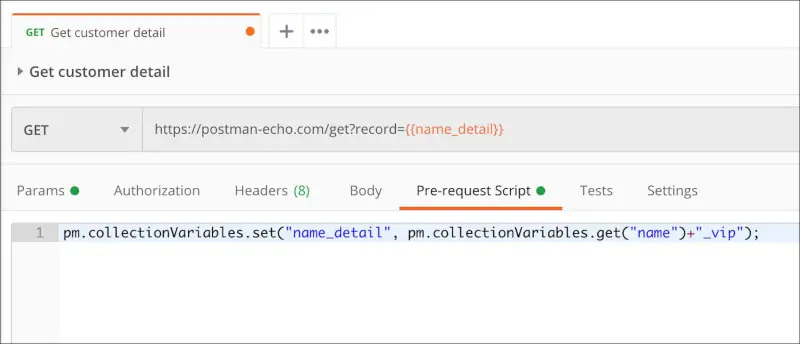 GET Get customer detail
Get customer detail
GET https://postman-echo.com/get?record={{name_detail}}
Params Authorization Headers (8) Body Pre-request Script Tests Settings
1 pm.collectionVariables.set("name_detail", pm.collectionVariables.get("name")+"_vip");